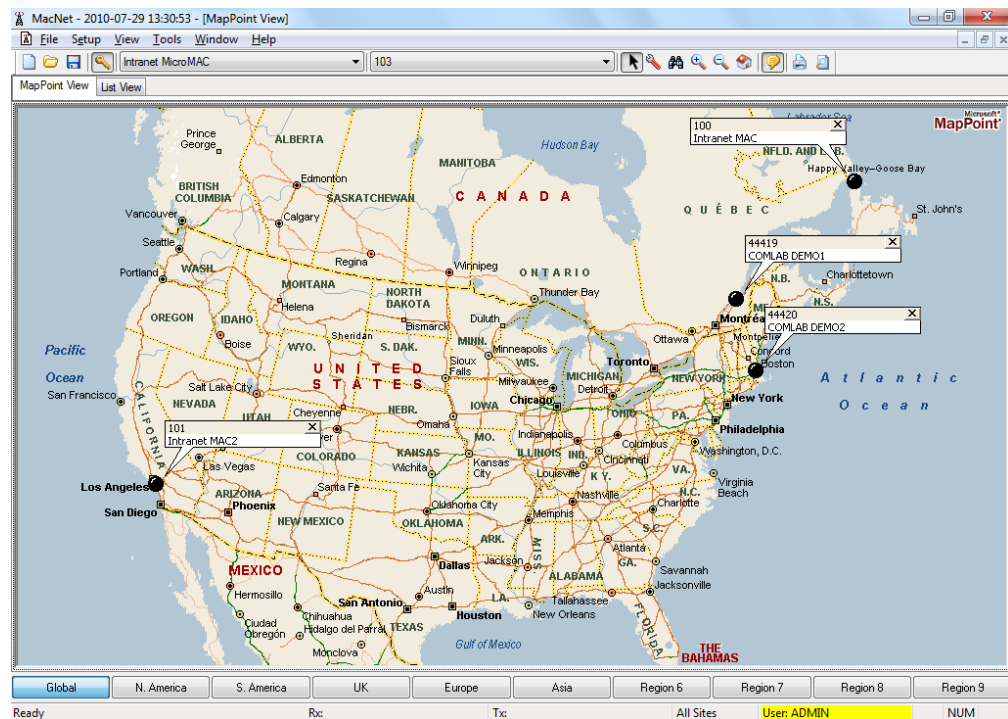 MacNet - 2010-07-29 13:30:53 - [MapPoint View]
File Setup View Tools Window Help
Intranet MicroMAC 103
MapPoint View List View
Microsoft®
MapPoint®
Labrador Sea
100
Intranet MAC
NFLD. AND LAB.
Happy Valley-Goose Bay
Prince George
ALBERTA
Hudson Bay
MANITOBA
Edmonton
BRITISH COLUMBIA
SASKATCHEWAN
CANADA
QUÉBEC
St. John's
Vancouver
Calgary
Seattle
Regina
Winnipeg
ONTARIO
44419
COMLAB DEMO1
N.B.
Charlottetown
Portland
WASH.
MONTANA
Helena
NORTH DAKOTA
Bismarck
Thunder Bay
Duluth
N.S.
Montréal
44420
COMLAB DEMO2
OREGON
IDAHO
Boise
Sheridan
WYO.
S. DAK.
MINN.
Minneapolis
WIS.
Ottawa
Montpelier
Concord
Boston
Pacific
Ocean
San Francisco
UNITED
STATES
Sioux Falls
Milwaukee
MICHIGAN
Toronto
Detroit
NEW YORK
Atlantic
Ocean
Salt Lake City
NEVADA
UTAH
Cheyenne
NEBR.
Omaha
IOWA
Chicago
OHIO
PA.
New York
Philadelphia
CALIFORNIA
101
Intranet MAC2
Las Vegas
COLORADO
KANSAS
Wichita
MO.
Kansas City
ILLINOIS
IND.
Indianapolis
Columbus
Cincinnati
Washington, D.C.
Louisville
KY.
VA.
Virginia Beach
Los Angeles
San Diego
ARIZONA
Phoenix
Santa Fe
NEW MEXICO
Oklahoma City
OKLAHOMA
Nashville
Memphis
N.C.
Charlotte
S.C.
ARK.
MISS
Atlanta
GA.
MEXICO
Dallas
Jackson
ALABAMA
Savannah
Jacksonville
Hermosillo
Chihuahua
Ciudad Obregón
Hidalgo del Parral
Monclova
San Antonio
Austin
TEXAS
Houston
LA.
New Orleans
Tallahassee
FLORIDA
Gulf of Mexico
THE BAHAMAS
Global N. America S. America UK Europe Asia Region 6 Region 7 Region 8 Region 9
Ready Rx: Tx: All Sites User: ADMIN NUM